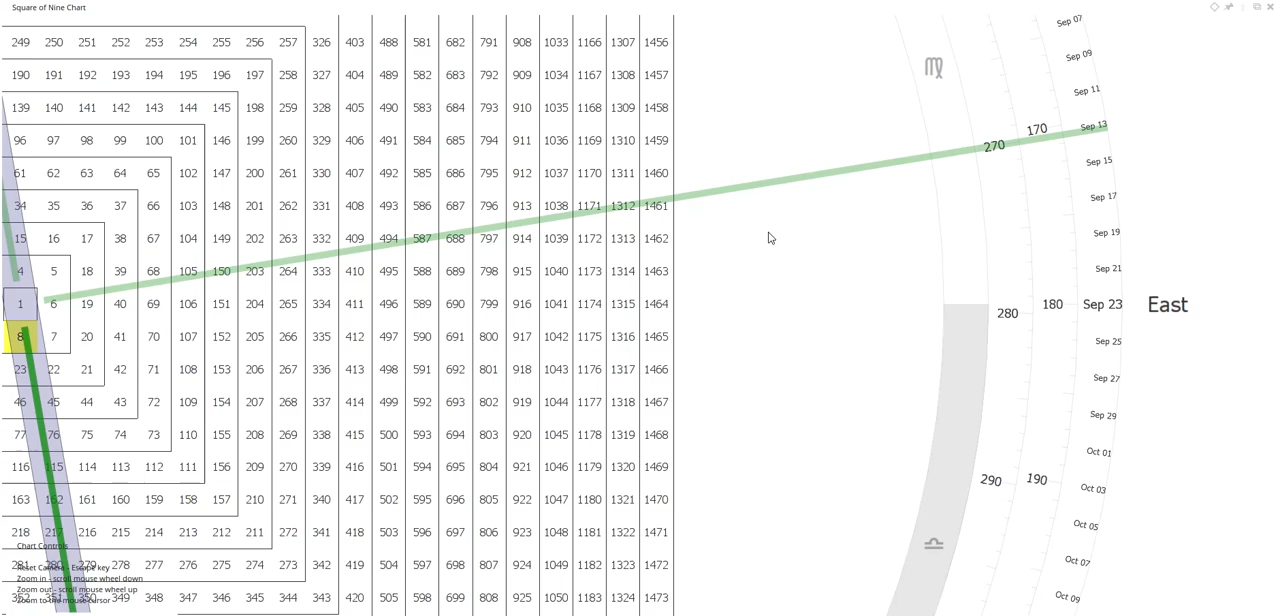 Square of Nine Chart
Sep 07
249 250 251 252 253 254 255 256 257 326 403 488 581 682 791 908 1033 1166 1307 1456
Sep 09
190 191 192 193 194 195 196 197 258 327 404 489 582 683 792 909 1034 1167 1308 1457
♍
Sep 11
139 140 141 142 143 144 145 198 259 328 405 490 583 684 793 910 1035 1168 1309 1458
170 Sep 13
96 97 98 99 100 101 146 199 260 329 406 491 584 685 794 911 1036 1169 1310 1459
270
Sep 15
61 62 63 64 65 102 147 200 261 330 407 492 585 686 795 912 1037 1170 1311 1460
Sep 17
34 35 36 37 66 103 148 201 262 331 408 493 586 687 796 913 1038 1171 1312 1461
Sep 19
15 16 17 38 67 104 149 202 263 332 409 494 587 688 797 914 1039 1172 1313 1462
Sep 21
4 5 18 39 68 105 150 203 264 333 410 495 588 689 798 915 1040 1173 1314 1463
1 6 19 40 69 106 151 204 265 334 411 496 589 690 799 916 1041 1174 1315 1464
280 180 Sep 23 East
8 7 20 41 70 107 152 205 266 335 412 497 590 691 800 917 1042 1175 1316 1465
Sep 25
23 22 21 42 71 108 153 206 267 336 413 498 591 692 801 918 1043 1176 1317 1466
Sep 27
46 45 44 43 72 109 154 207 268 337 414 499 592 693 802 919 1044 1177 1318 1467
Sep 29
77 76 75 74 73 110 155 208 269 338 415 500 593 694 803 920 1045 1178 1319 1468
Oct 01
116 115 114 113 112 111 156 209 270 339 416 501 594 695 804 921 1046 1179 1320 1469
290 190 Oct 03
163 162 161 160 159 158 157 210 271 340 417 502 595 696 805 922 1047 1180 1321 1470
Oct 05
218 217 216 215 214 213 212 211 272 341 418 503 596 697 806 923 1048 1181 1322 1471
♎
Chart Controls
Oct 07
281 280 279 278 277 276 275 274 273 342 419 504 597 698 807 924 1049 1182 1323 1472
Reset Camera - Escape key
Zoom in - scroll mouse wheel down
Zoom out - scroll mouse wheel up
Oct 09
352 351 350 349 348 347 346 345 344 343 420 505 598 699 808 925 1050 1183 1324 1473
Zoom to the mouse cursor